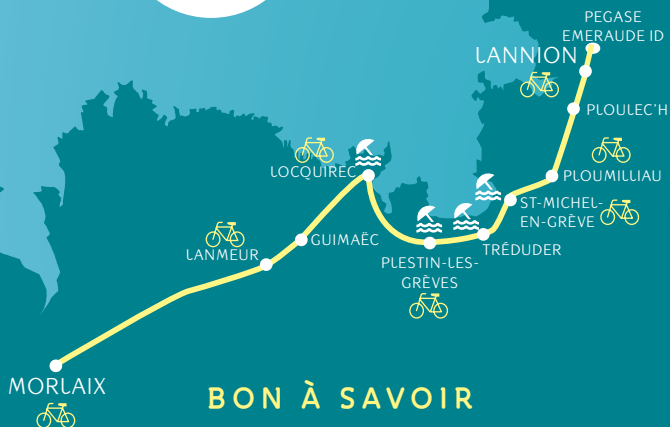 PEGASE
EMERAUDE ID
LANNION
PLOULEC'H
PLOUMILLIAU
LOCQUIREC
ST-MICHEL-
EN-GRÈVE
GUIMAËC
TRÉDUDER
LANMEUR
PLESTIN-LES-
GRÈVES
MORLAIX
BON À SAVOIR